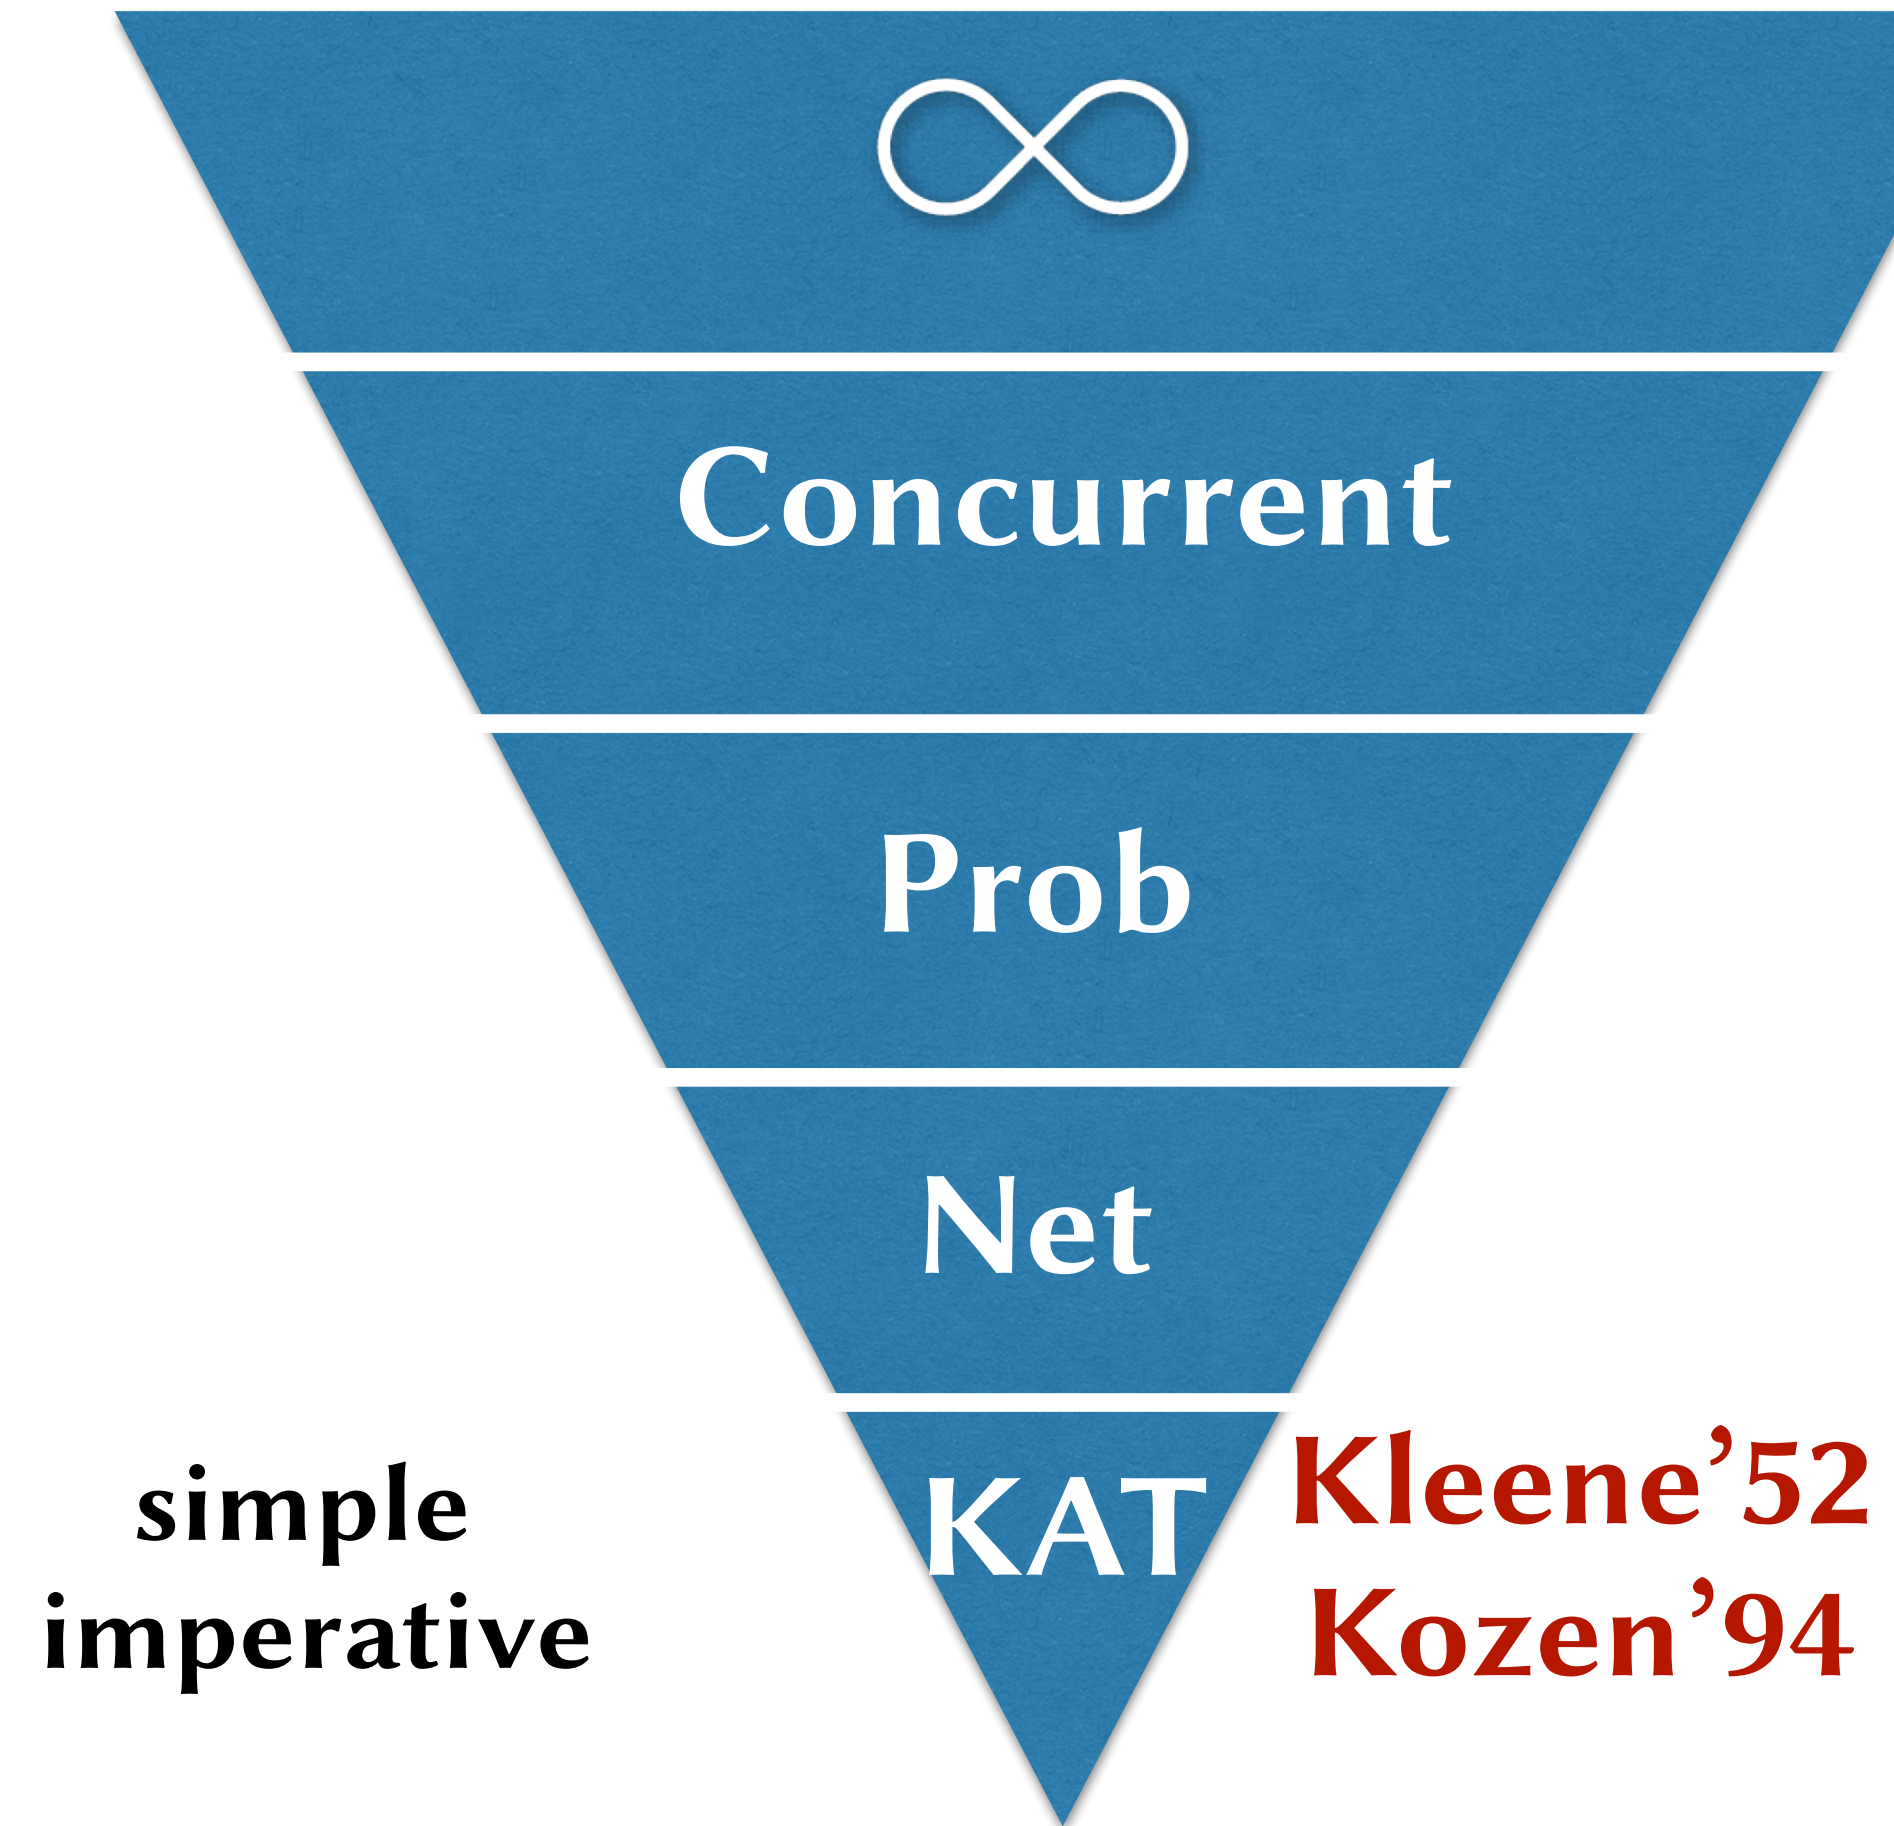 ∞
Concurrent
Prob
Net
KAT
simple
imperative
Kleene’52
Kozen’94